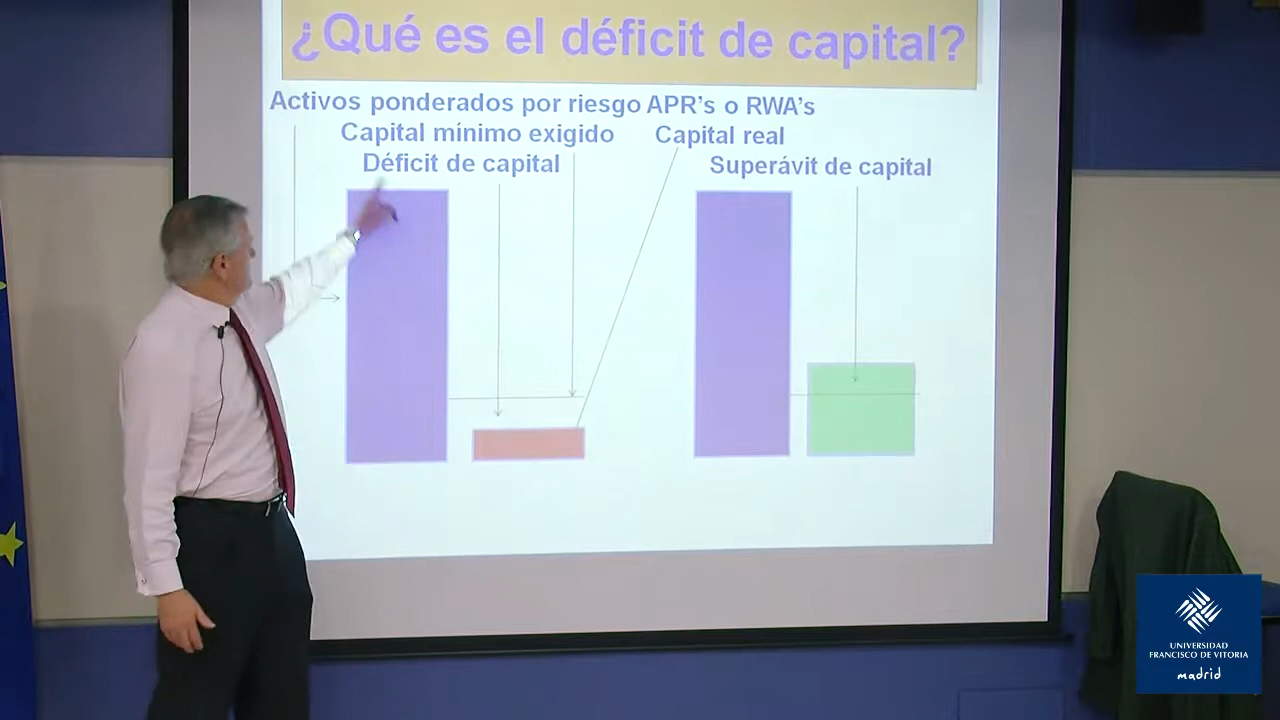 ¿Qué es el déficit de capital?
Activos ponderados por riesgo APR's o RWA's
Capital mínimo exigido Capital real
Déficit de capital Superávit de capital
UNIVERSIDAD
FRANCISCO DE VITORIA
madrid